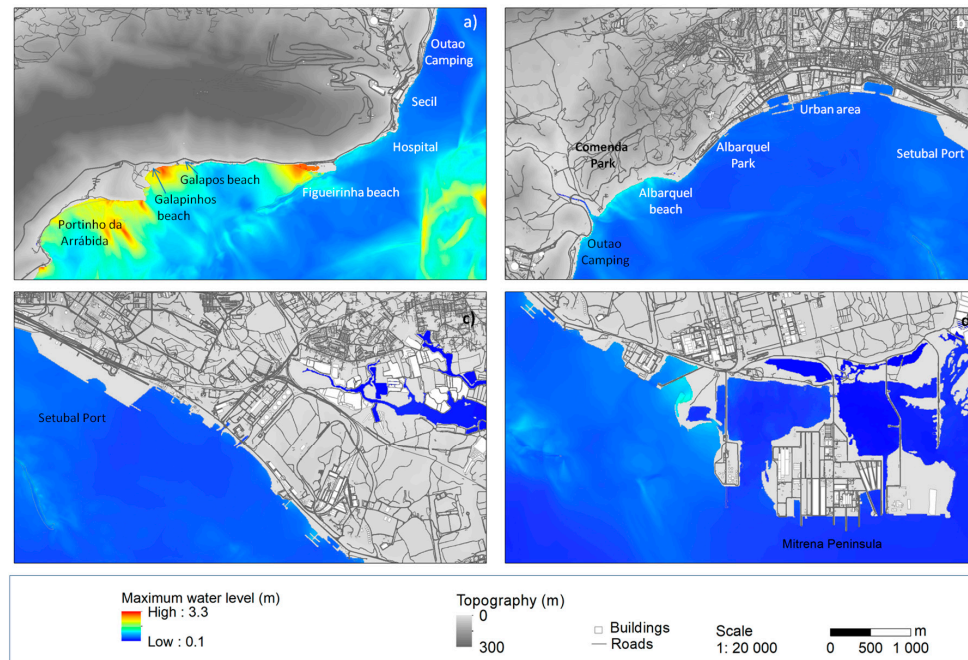 a)
Outao
Camping
Secil
Hospital
Galapos beach
Figueirinha beach
Galapinhos
beach
Portinho da
Arrábida
b
Urban area
Comenda
Park
Albarquel
Park
Setubal Port
Albarquel
beach
Outao
Camping
c)
Setubal Port
Mitrena Peninsula
Maximum water level (m)
High : 3.3
Low : 0.1
Topography (m)
0
300
Buildings
Roads
Scale
1: 20 000
m
0 500 1 000